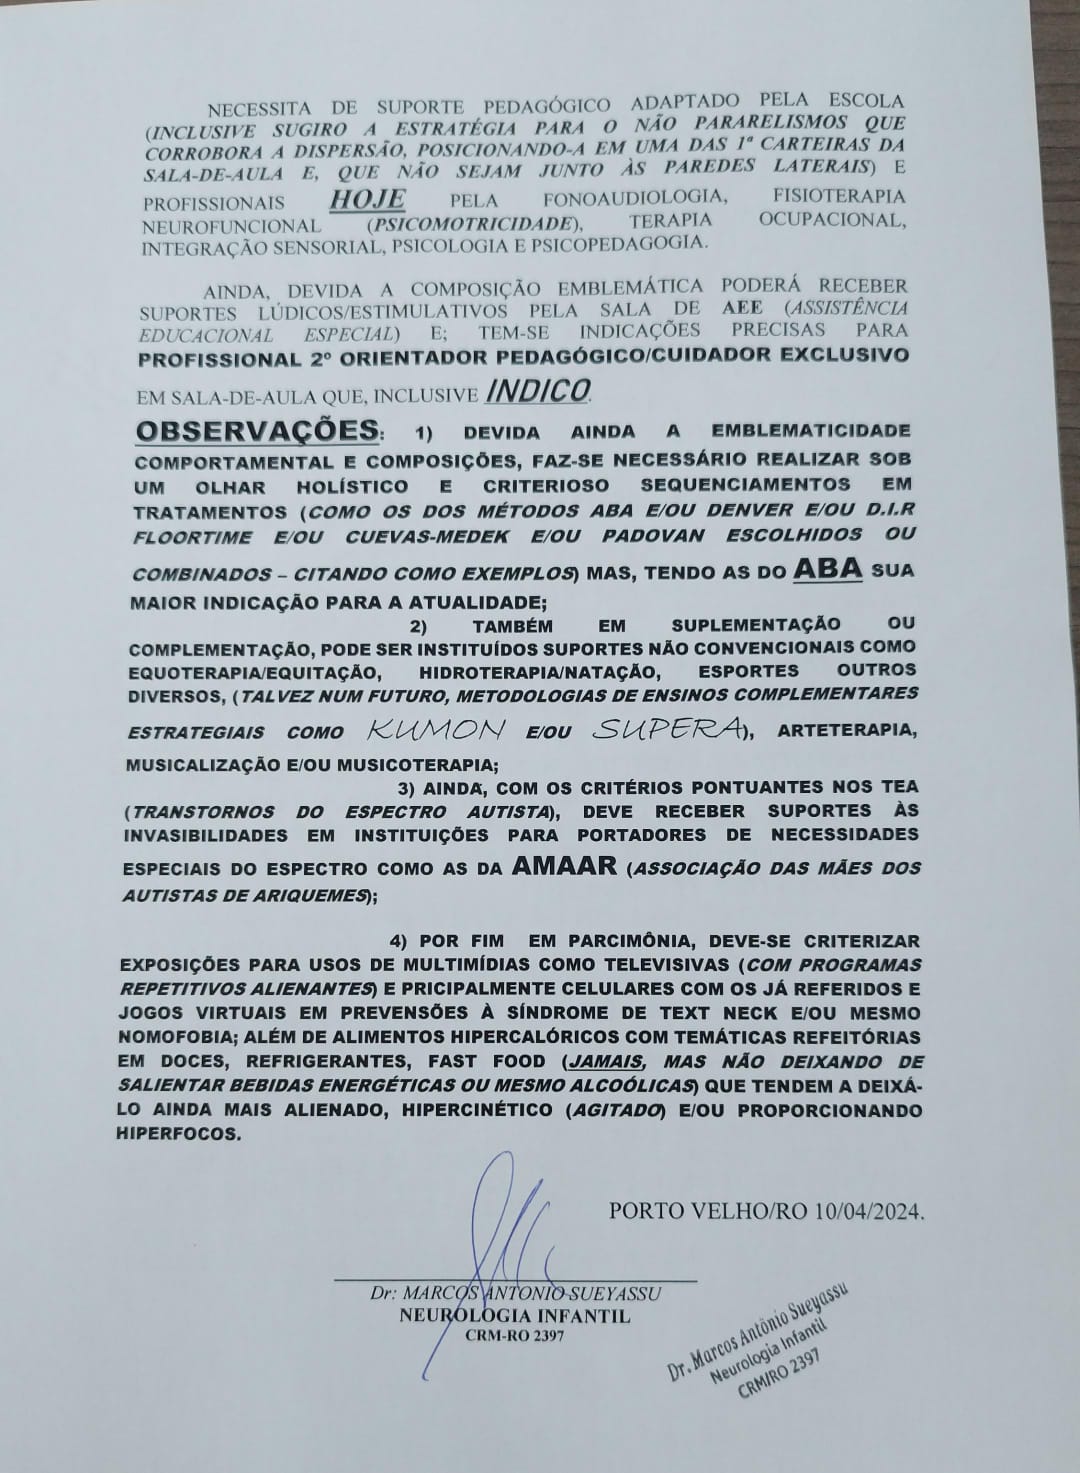 NECESSITA DE SUPORTE PEDAGÓGICO ADAPTADO PELA ESCOLA
(INCLUSIVE SUGIRO A ESTRATÉGIA PARA O NÃO PARARELISMOS QUE
CORROBORA A DISPERSÃO, POSICIONANDO-A EM UMA DAS 1ª CARTEIRAS DA
SALA-DE-AULA E, QUE NÃO SEJAM JUNTO ÀS PAREDES LATERAIS) E
PROFISSIONAIS HOJE PELA FONOAUDIOLOGIA, FISIOTERAPIA
NEUROFUNCIONAL (PSICOMOTRICIDADE), TERAPIA OCUPACIONAL,
INTEGRAÇÃO SENSORIAL, PSICOLOGIA E PSICOPEDAGOGIA.
AINDA, DEVIDA A COMPOSIÇÃO EMBLEMÁTICA PODERÁ RECEBER
SUPORTES LÚDICOS/ESTIMULATIVOS PELA SALA DE AEE (ASSISTÊNCIA
EDUCACIONAL ESPECIAL) E; TEM-SE INDICAÇÕES PRECISAS PARA
PROFISSIONAL 2º ORIENTADOR PEDAGÓGICO/CUIDADOR EXCLUSIVO
EM SALA-DE-AULA QUE, INCLUSIVE INDICO.
OBSERVAÇÕES: 1) DEVIDA AINDA A EMBLEMATICIDADE
COMPORTAMENTAL E COMPOSIÇÕES, FAZ-SE NECESSÁRIO REALIZAR SOB
UM OLHAR HOLÍSTICO E CRITERIOSO SEQUENCIAMENTOS EM
TRATAMENTOS (COMO OS DOS MÉTODOS ABA E/OU DENVER E/OU D.I.R
FLOORTIME E/OU CUEVAS-MEDEK E/OU PADOVAN ESCOLHIDOS OU
COMBINADOS – CITANDO COMO EXEMPLOS) MAS, TENDO AS DO ABA SUA
MAIOR INDICAÇÃO PARA A ATUALIDADE;
2) TAMBÉM EM SUPLEMENTAÇÃO OU
COMPLEMENTAÇÃO, PODE SER INSTITUÍDOS SUPORTES NÃO CONVENCIONAIS COMO
EQUOTERAPIA/EQUITAÇÃO, HIDROTERAPIA/NATAÇÃO, ESPORTES OUTROS
DIVERSOS, (TALVEZ NUM FUTURO, METODOLOGIAS DE ENSINOS COMPLEMENTARES
ESTRATEGIAIS COMO KUMON E/OU SUPERA), ARTETERAPIA,
MUSICALIZAÇÃO E/OU MUSICOTERAPIA;
3) AINDA, COM OS CRITÉRIOS PONTUANTES NOS TEA
(TRANSTORNOS DO ESPECTRO AUTISTA), DEVE RECEBER SUPORTES ÀS
INVASIBILIDADES EM INSTITUIÇÕES PARA PORTADORES DE NECESSIDADES
ESPECIAIS DO ESPECTRO COMO AS DA AMAAR (ASSOCIAÇÃO DAS MÃES DOS
AUTISTAS DE ARIQUEMES);
4) POR FIM EM PARCIMÔNIA, DEVE-SE CRITERIZAR
EXPOSIÇÕES PARA USOS DE MULTIMÍDIAS COMO TELEVISIVAS (COM PROGRAMAS
REPETITIVOS ALIENANTES) E PRICIPALMENTE CELULARES COM OS JÁ REFERIDOS E
JOGOS VIRTUAIS EM PREVENSÕES À SÍNDROME DE TEXT NECK E/OU MESMO
NOMOFOBIA; ALÉM DE ALIMENTOS HIPERCALÓRICOS COM TEMÁTICAS REFEITÓRIAS
EM DOCES, REFRIGERANTES, FAST FOOD (JAMAIS, MAS NÃO DEIXANDO DE
SALIENTAR BEBIDAS ENERGÉTICAS OU MESMO ALCOÓLICAS) QUE TENDEM A DEIXÁ-
LO AINDA MAIS ALIENADO, HIPERCINÉTICO (AGITADO) E/OU PROPORCIONANDO
HIPERFOCOS.
PORTO VELHO/RO 10/04/2024.
Dr: MARCOS ANTONIO SUEYASSU
NEUROLOGIA INFANTIL
CRM-RO 2397
Dr. Marcos Antônio Sueyassu
Neurologia Infantil
CRM/RO 2397